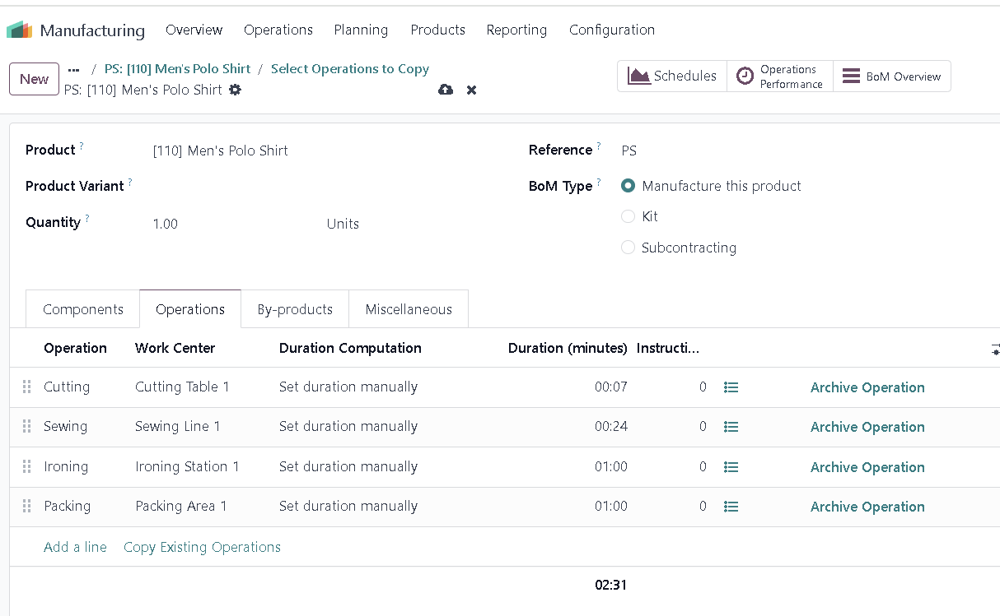 Manufacturing Overview Operations Planning Products Reporting Configuration
New ... / PS: [110] Men's Polo Shirt / Select Operations to Copy
PS: [110] Men's Polo Shirt
Schedules Operations Performance BoM Overview
Product ? [110] Men's Polo Shirt Reference ? PS
Product Variant ? BoM Type ? Manufacture this product
Quantity ? 1.00 Units Kit
Subcontracting
Components Operations By-products Miscellaneous
Operation Work Center Duration Computation Duration (minutes) Instructi...
Cutting Cutting Table 1 Set duration manually 00:07 0 Archive Operation
Sewing Sewing Line 1 Set duration manually 00:24 0 Archive Operation
Ironing Ironing Station 1 Set duration manually 01:00 0 Archive Operation
Packing Packing Area 1 Set duration manually 01:00 0 Archive Operation
Add a line Copy Existing Operations
02:31